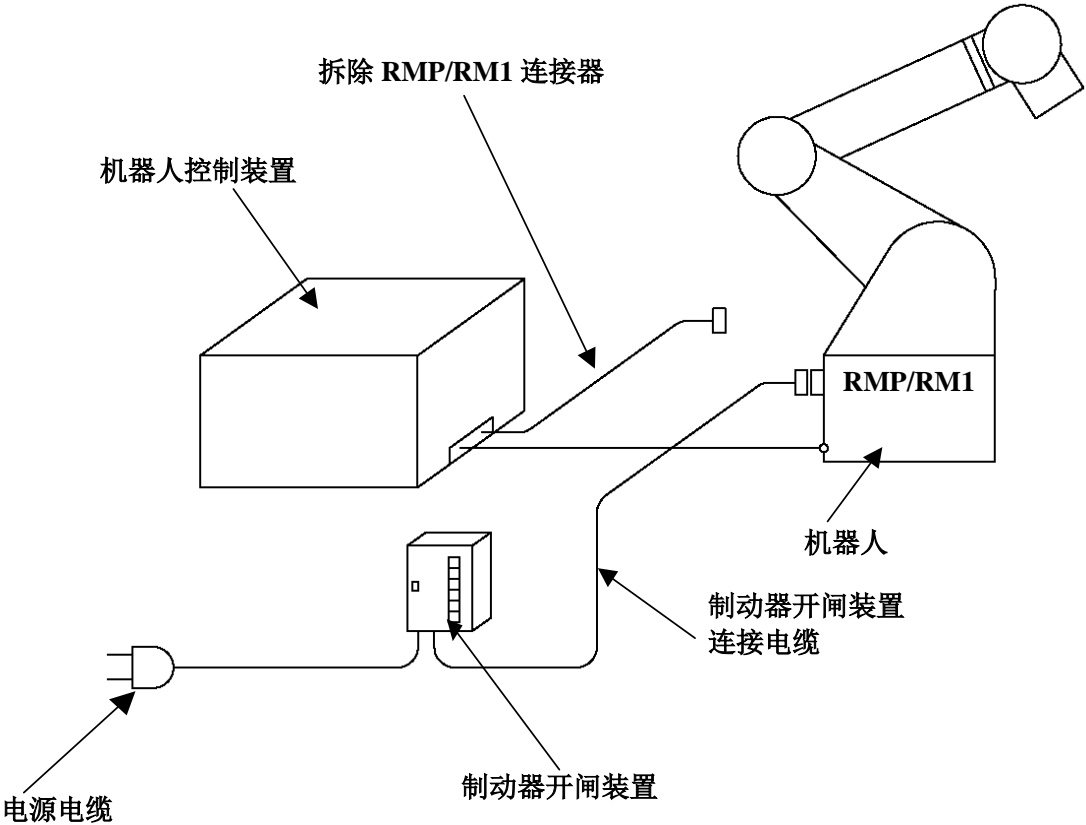 拆除 RMP/RM1 连接器
机器人控制装置
RMP/RM1
机器人
制动器开闸装置
连接电缆
制动器开闸装置
电源电缆